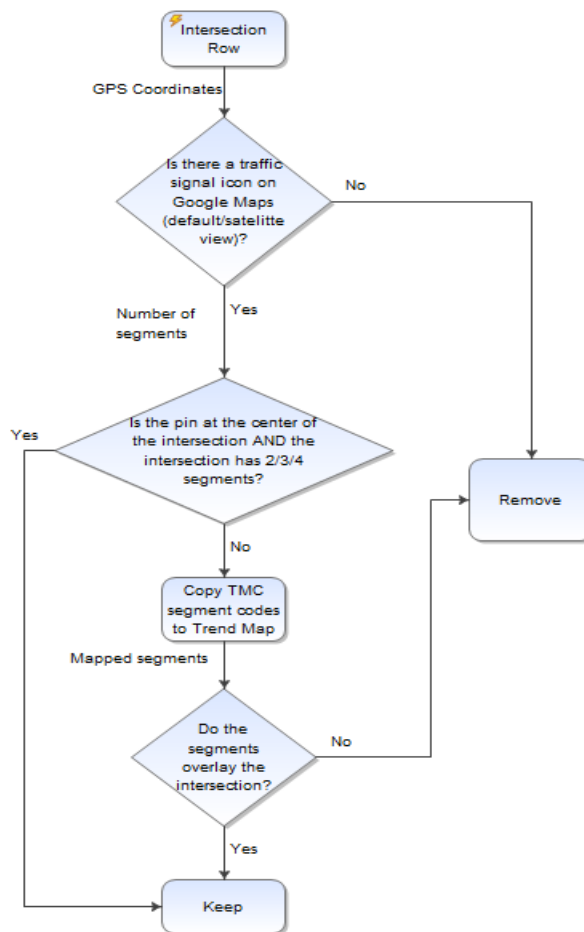 Intersection
Row
GPS Coordinates
Is there a traffic
signal icon on
Google Maps
(default/satelitte
view)?
No
Yes
Number of
segments
Is the pin at the center of
the intersection AND the
intersection has 2/3/4
segments?
Yes
Remove
No
Copy TMC
segment codes
to Trend Map
Mapped segments
Do the
segments
overlay the
intersection?
No
Yes
Keep